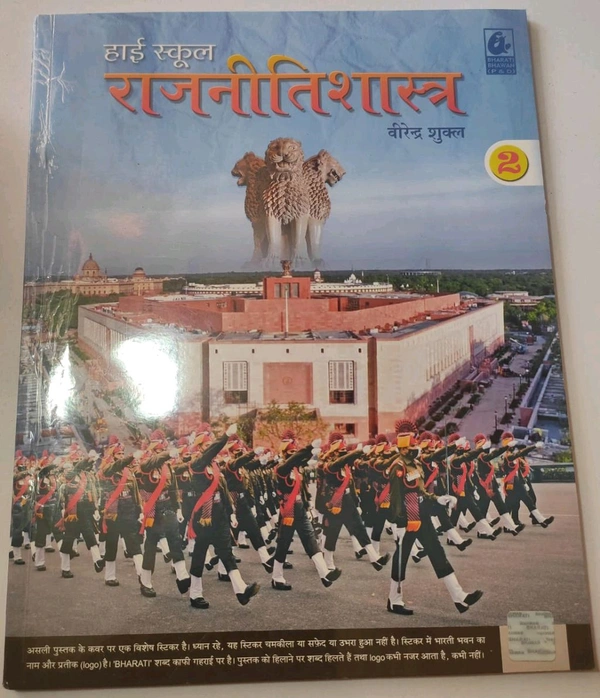 हाई स्कूल
राजनीतिशास्त्र
वीरेन्द्र शुक्ल
BHARATI
BHAWAN
(P & D)
2
असली पुस्तक के कवर पर एक विशेष स्टिकर है। ध्यान रहे, यह स्टिकर चमकीला या सफ़ेद या उभरा हुआ नहीं है। स्टिकर में भारती भवन का
नाम और प्रतीक (logo) है। 'BHARATI' शब्द काफी गहराई पर है। पुस्तक को हिलाने पर शब्द हिलते हैं तथा logo कभी नजर आता है, कभी नहीं।